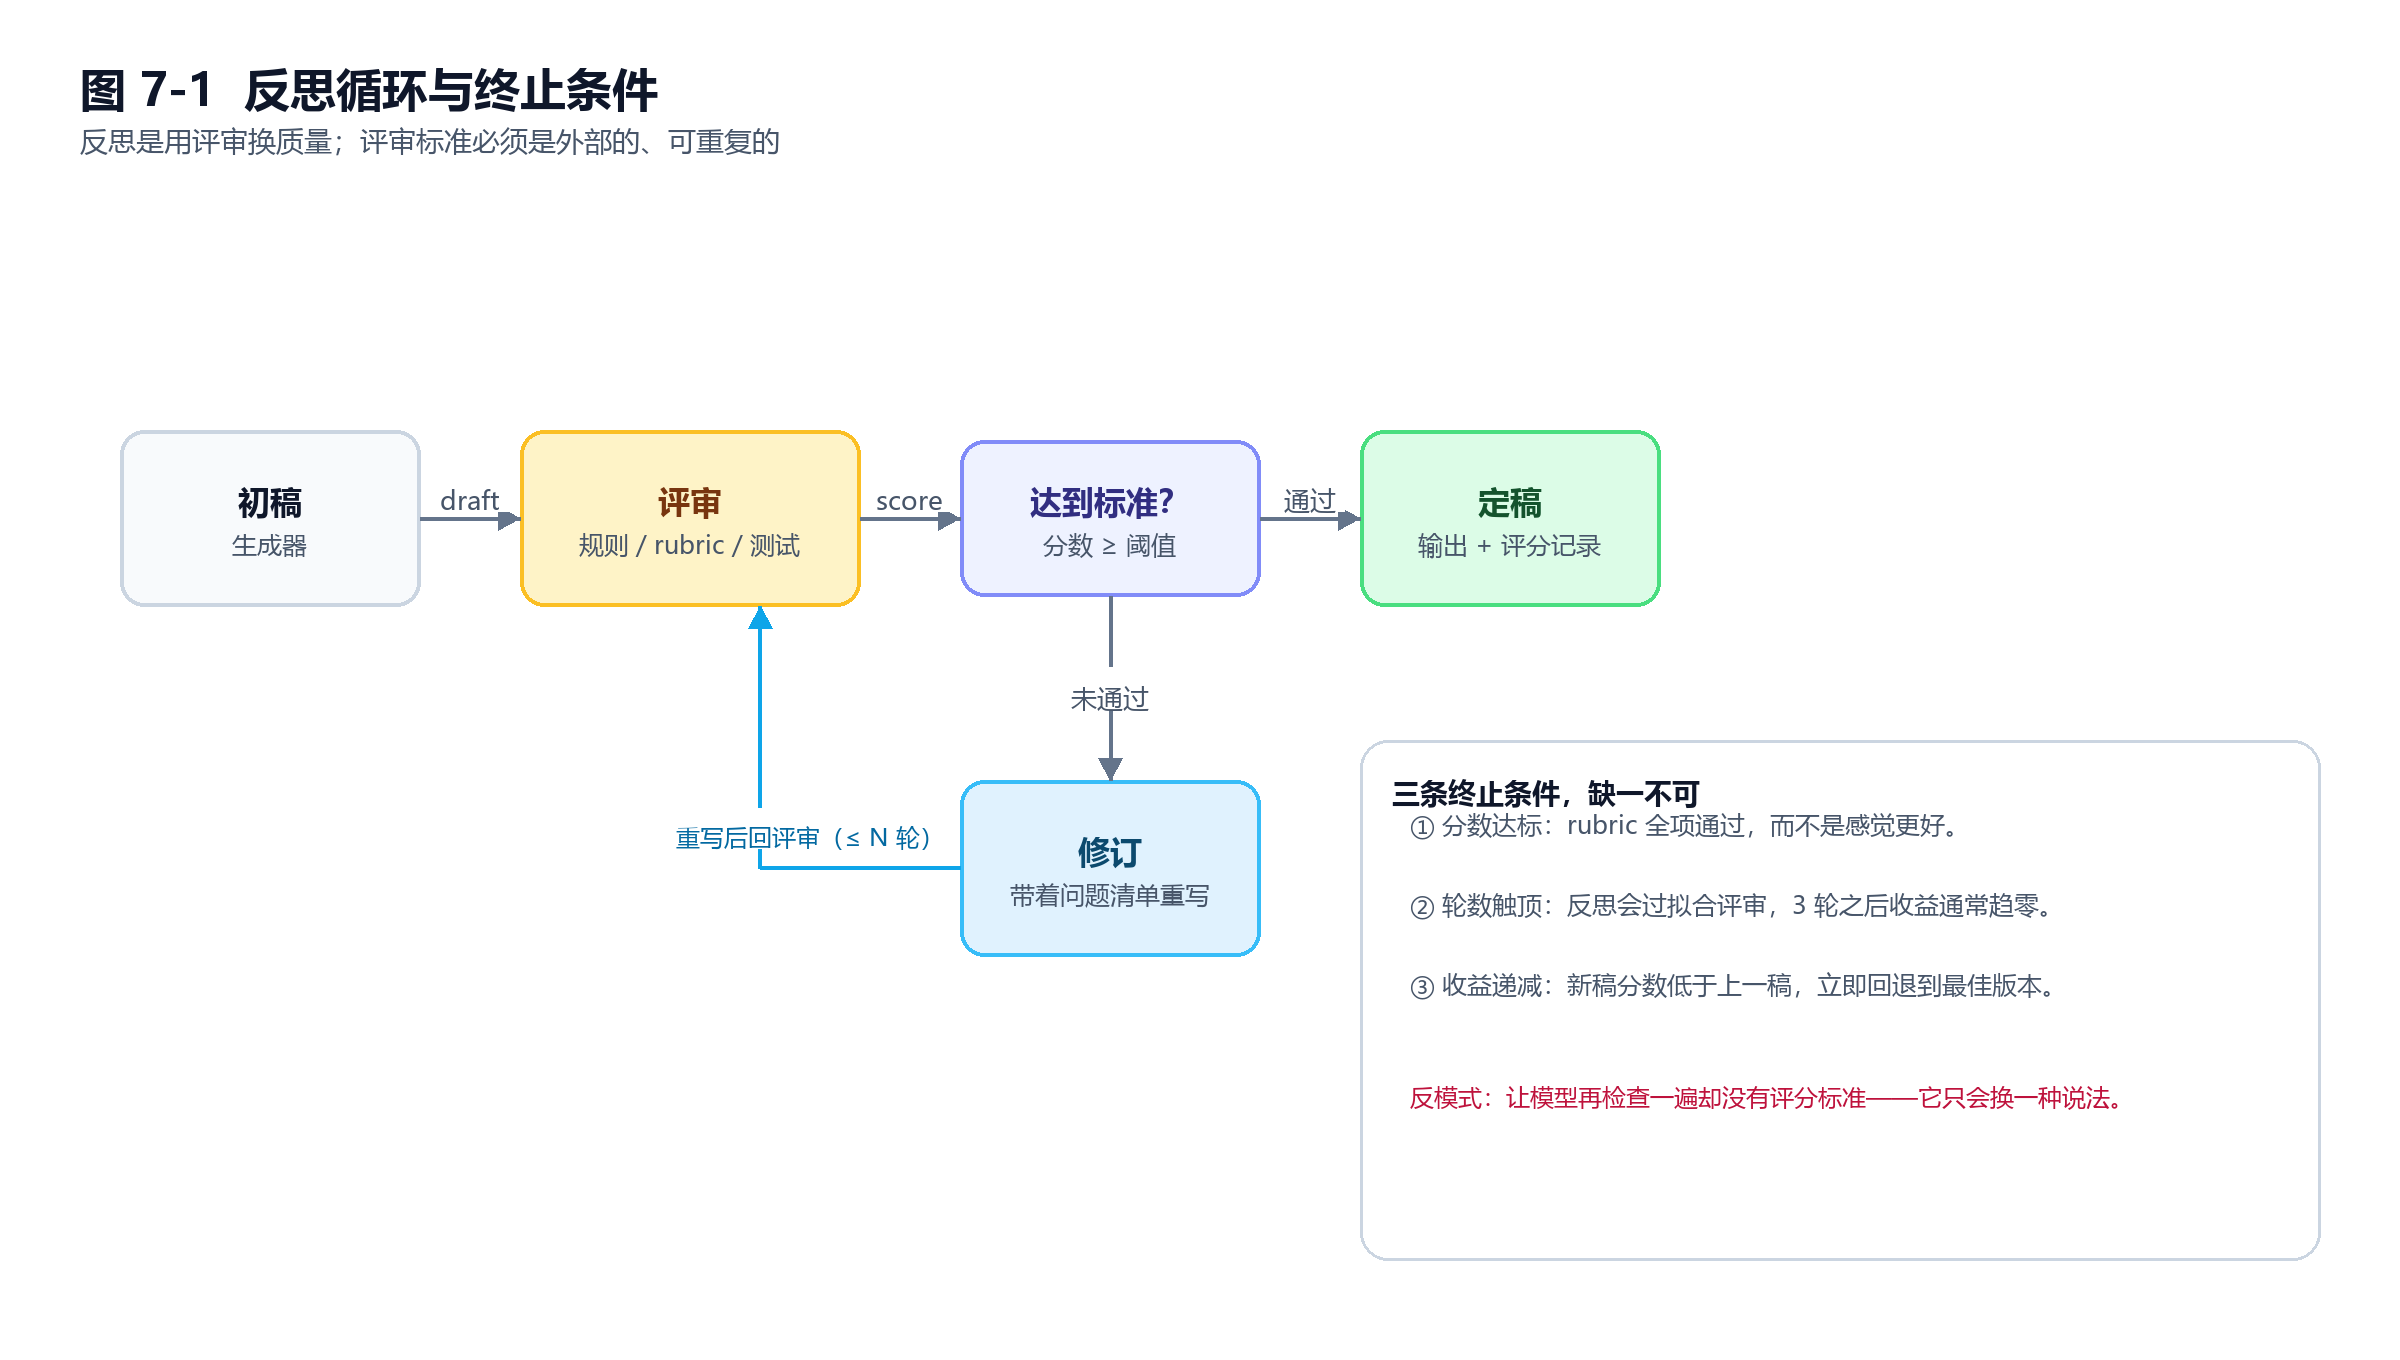 图 7-1 反思循环与终止条件
反思是用评审换质量；评审标准必须是外部的、可重复的
初稿
生成器
draft
评审
规则 / rubric / 测试
score
达到标准？
分数 ≥ 阈值
通过
定稿
输出 + 评分记录
未通过
重写后回评审（≤ N 轮）
修订
带着问题清单重写
三条终止条件，缺一不可
① 分数达标：rubric 全项通过，而不是感觉更好。
② 轮数触顶：反思会过拟合评审，3 轮之后收益通常趋零。
③ 收益递减：新稿分数低于上一稿，立即回退到最佳版本。
反模式：让模型再检查一遍却没有评分标准——它只会换一种说法。